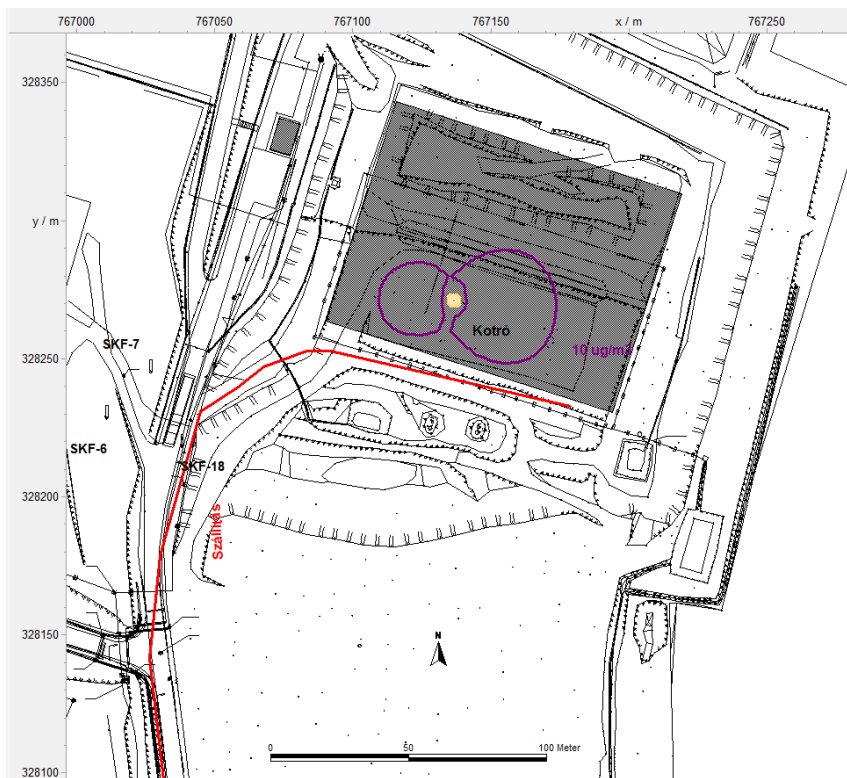 767000 767050 767100 767150 x / m 767250
328350
y / m
Kotró
10 ug/m3
328250
SKF-7
SKF-6
SKF-18
328200
Szállítás
328150
N
0 50 100 Meter
328100